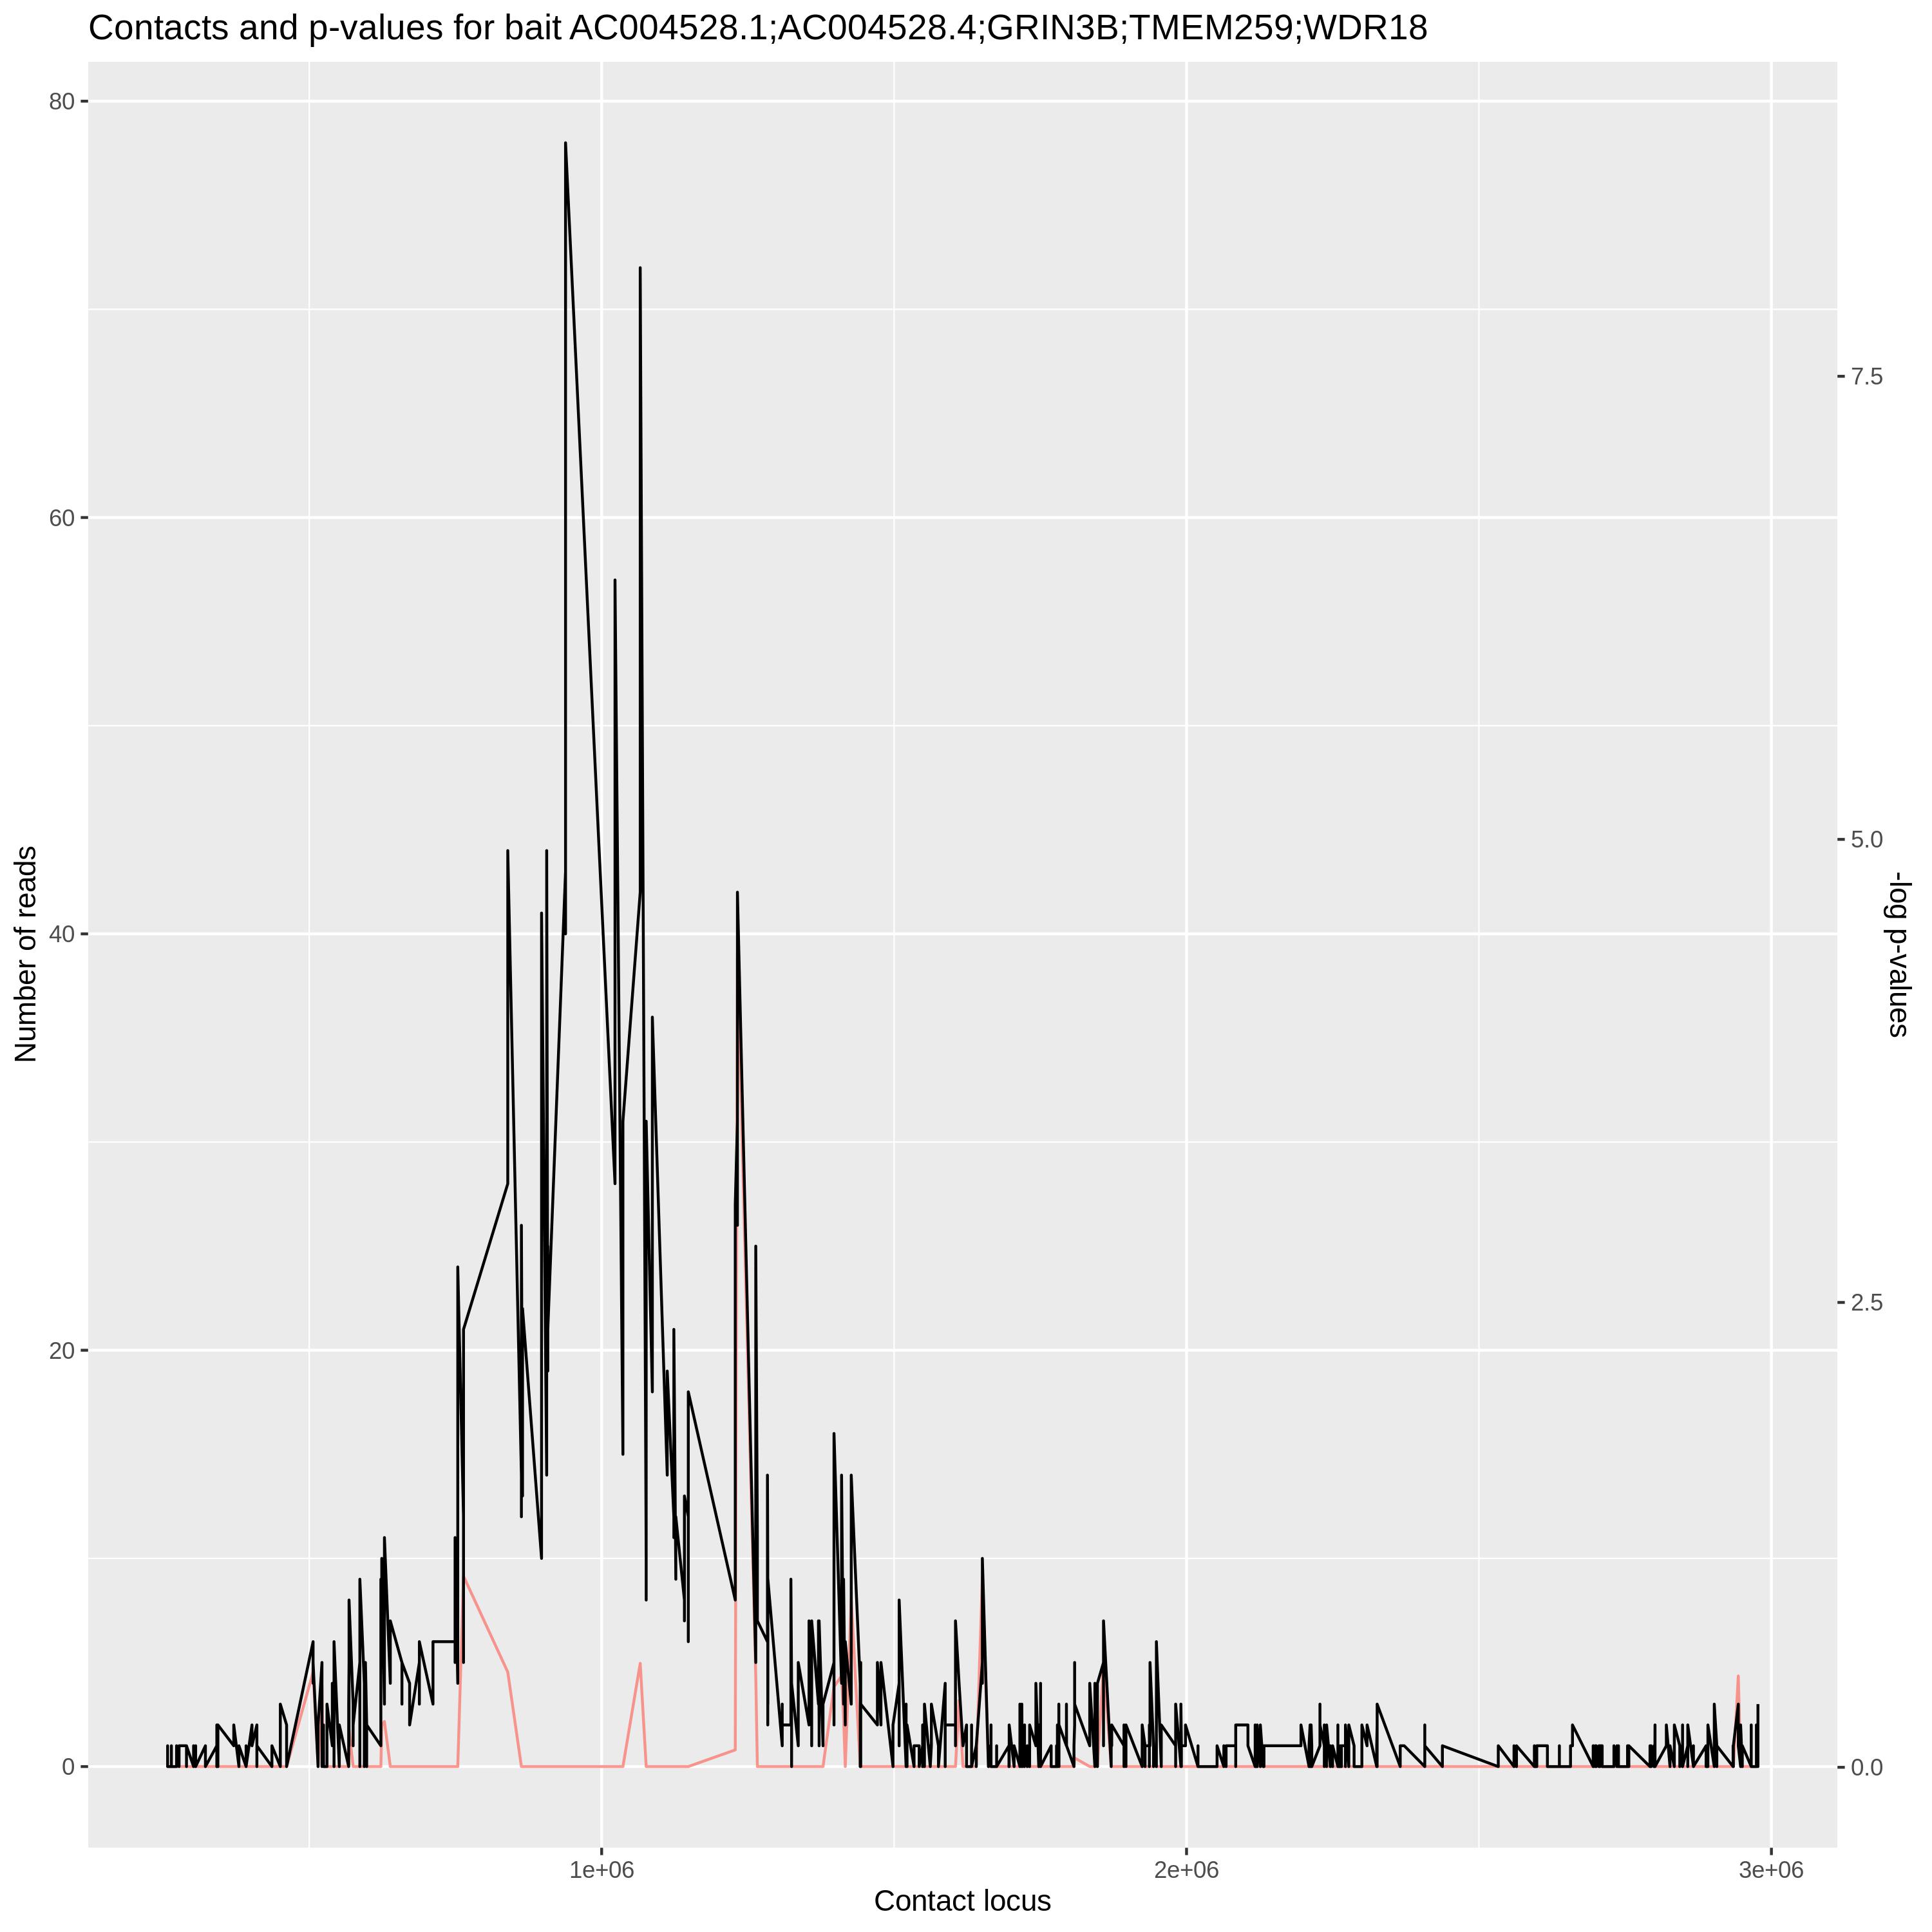 Contacts and p-values for bait AC004528.1;AC004528.4;GRIN3B;TMEM259;WDR18
80
60
40
20
0
Number of reads
7.5
5.0
2.5
0.0
-log p-values
1e+06
2e+06
3e+06
Contact locus